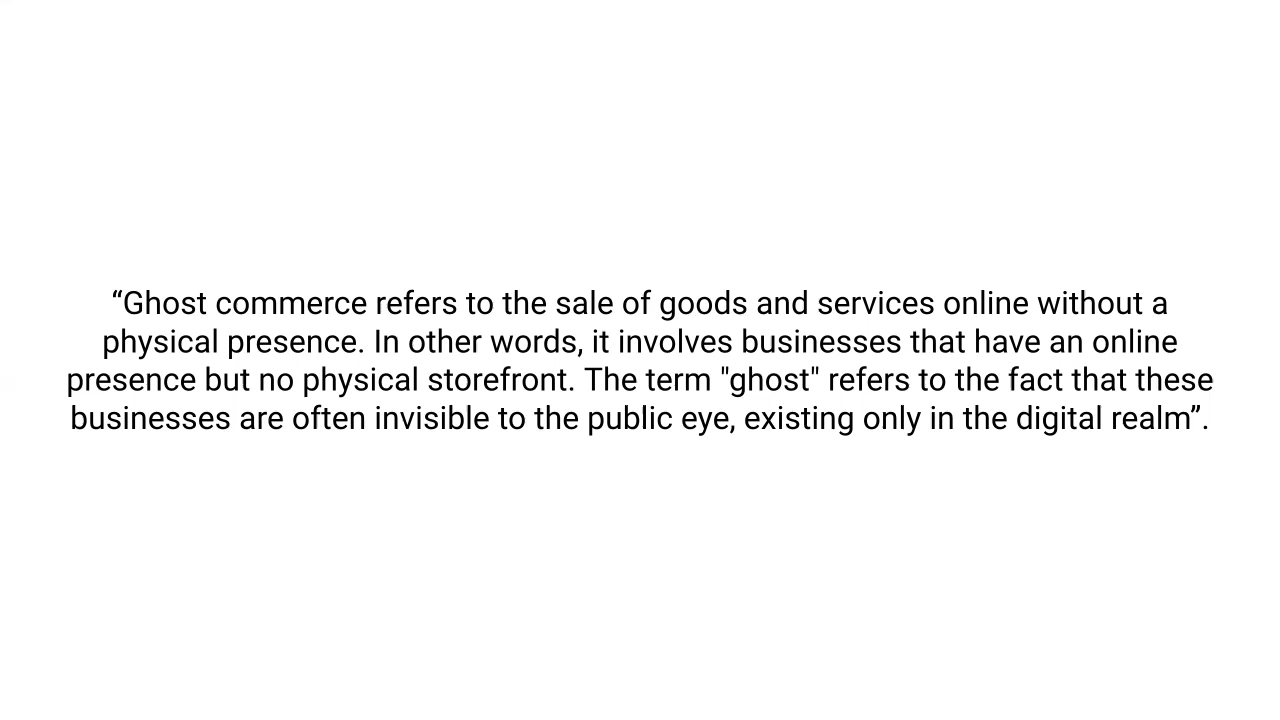 “Ghost commerce refers to the sale of goods and services online without a
physical presence. In other words, it involves businesses that have an online
presence but no physical storefront. The term "ghost" refers to the fact that these
businesses are often invisible to the public eye, existing only in the digital realm”.